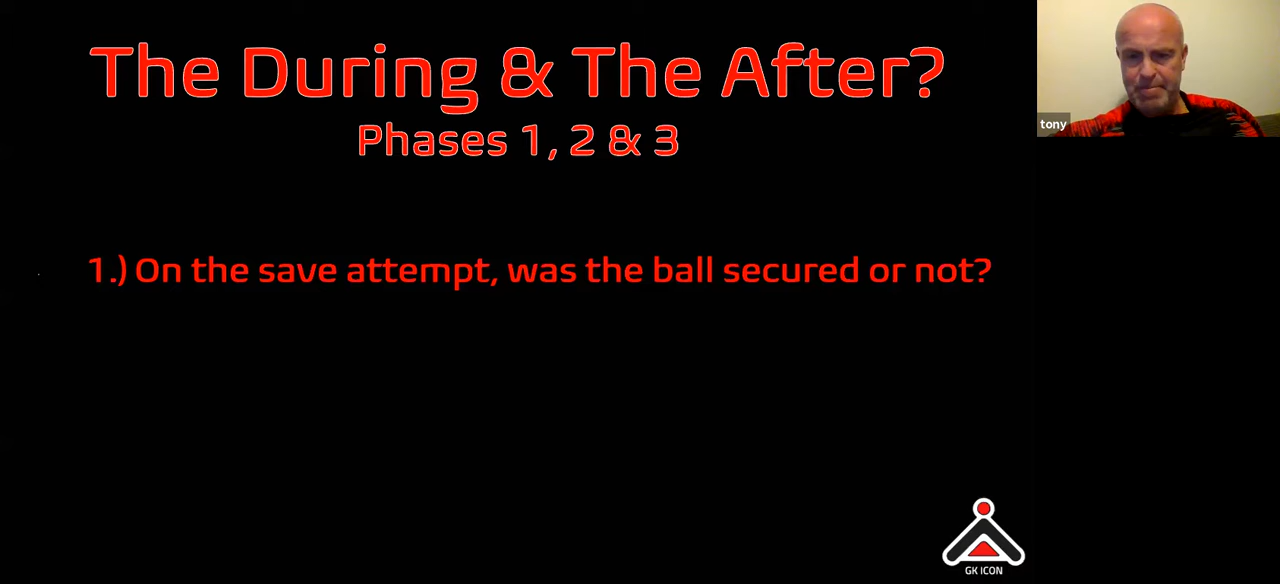 The During & The After?
Phases 1, 2 & 3
tony
1.) On the save attempt, was the ball secured or not?
GK ICON